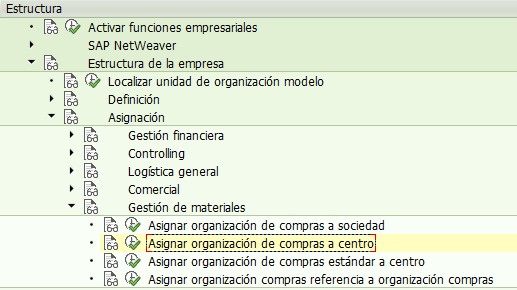 Estructura
Activar funciones empresariales
SAP NetWeaver
Estructura de la empresa
Localizar unidad de organización modelo
Definición
Asignación
Gestión financiera
Controlling
Logística general
Comercial
Gestión de materiales
Asignar organización de compras a sociedad
Asignar organización de compras a centro
Asignar organización de compras estándar a centro
Asignar organización compras referencia a organización compras